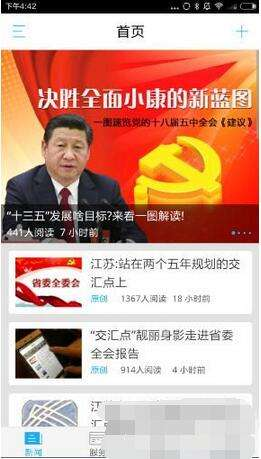 下午4:42
首页
决胜全面小康的新蓝图
一图速览党的十八届五中全会《建议》
“十三五”发展啥目标?来看一图解读!
441人阅读 7 小时前
省委全委会
江苏:站在两个五年规划的交
汇点上
原创 1367人阅读 18 小时前
“交汇点”靓丽身影走进省委
全会报告
原创 914人阅读 4 小时前
新闻